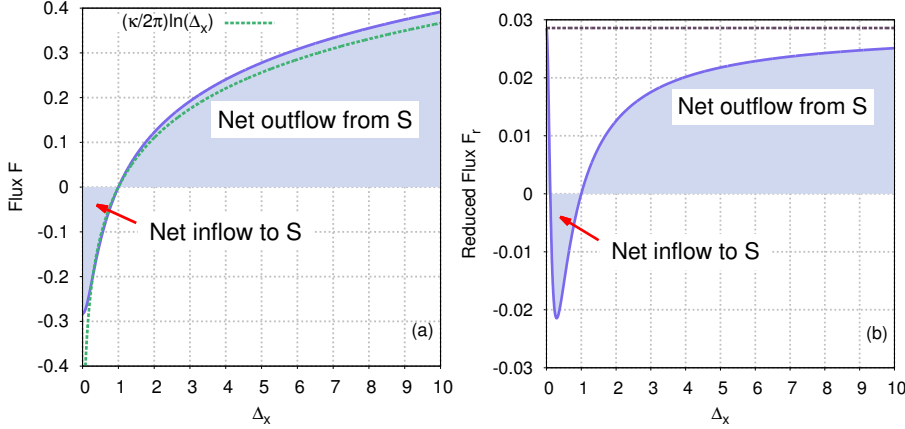 (κ/2π)ln(Δx)
0.4
0.3
0.2
0.1
0
-0.1
-0.2
-0.3
-0.4
Flux F
Net outflow from S
Net inflow to S
(a)
0 1 2 3 4 5 6 7 8 9 10
Δx
0.03
0.02
0.01
0
-0.01
-0.02
-0.03
Reduced Flux Fr
Net outflow from S
Net inflow to S
(b)
0 1 2 3 4 5 6 7 8 9 10
Δx